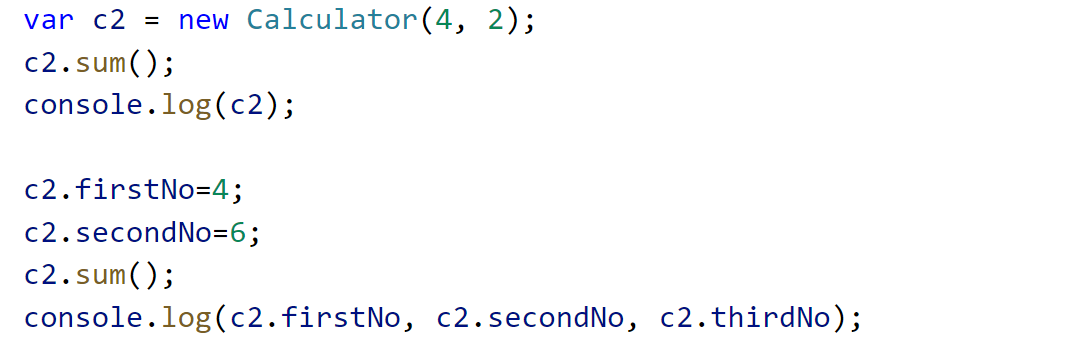 var c2 = new Calculator(4, 2);
c2.sum();
console.log(c2);
c2.firstNo=4;
c2.secondNo=6;
c2.sum();
console.log(c2.firstNo, c2.secondNo, c2.thirdNo);